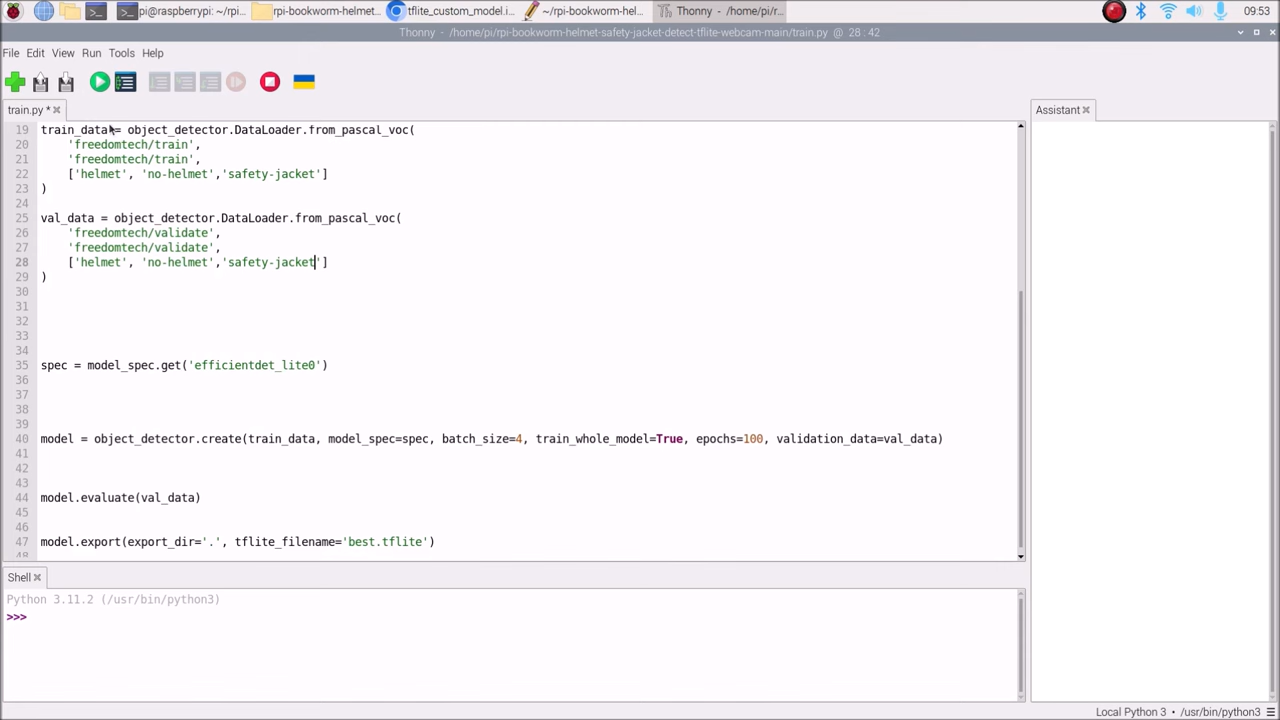 pi@raspberrypi: ~/rpi...
rpi-bookworm-helmet...
tflite_custom_model.i...
~/rpi-bookworm-hel...
Thonny - /home/pi/r...
09:53
Thonny - /home/pi/rpi-bookworm-helmet-safety-jacket-detect-tflite-webcam-main/train.py @ 28 : 42
File Edit View Run Tools Help
train.py *
Assistant
19 train_data = object_detector.DataLoader.from_pascal_voc(
20 'freedomtech/train',
21 'freedomtech/train',
22 ['helmet', 'no-helmet','safety-jacket']
23 )
24
25 val_data = object_detector.DataLoader.from_pascal_voc(
26 'freedomtech/validate',
27 'freedomtech/validate',
28 ['helmet', 'no-helmet','safety-jacket']
29 )
30
31
32
33
34
35 spec = model_spec.get('efficientdet_lite0')
36
37
38
39
40 model = object_detector.create(train_data, model_spec=spec, batch_size=4, train_whole_model=True, epochs=100, validation_data=val_data)
41
42
43
44 model.evaluate(val_data)
45
46
47 model.export(export_dir='.', tflite_filename='best.tflite')
48
Shell
Python 3.11.2 (/usr/bin/python3)
>>>
Local Python 3 • /usr/bin/python3 ☰